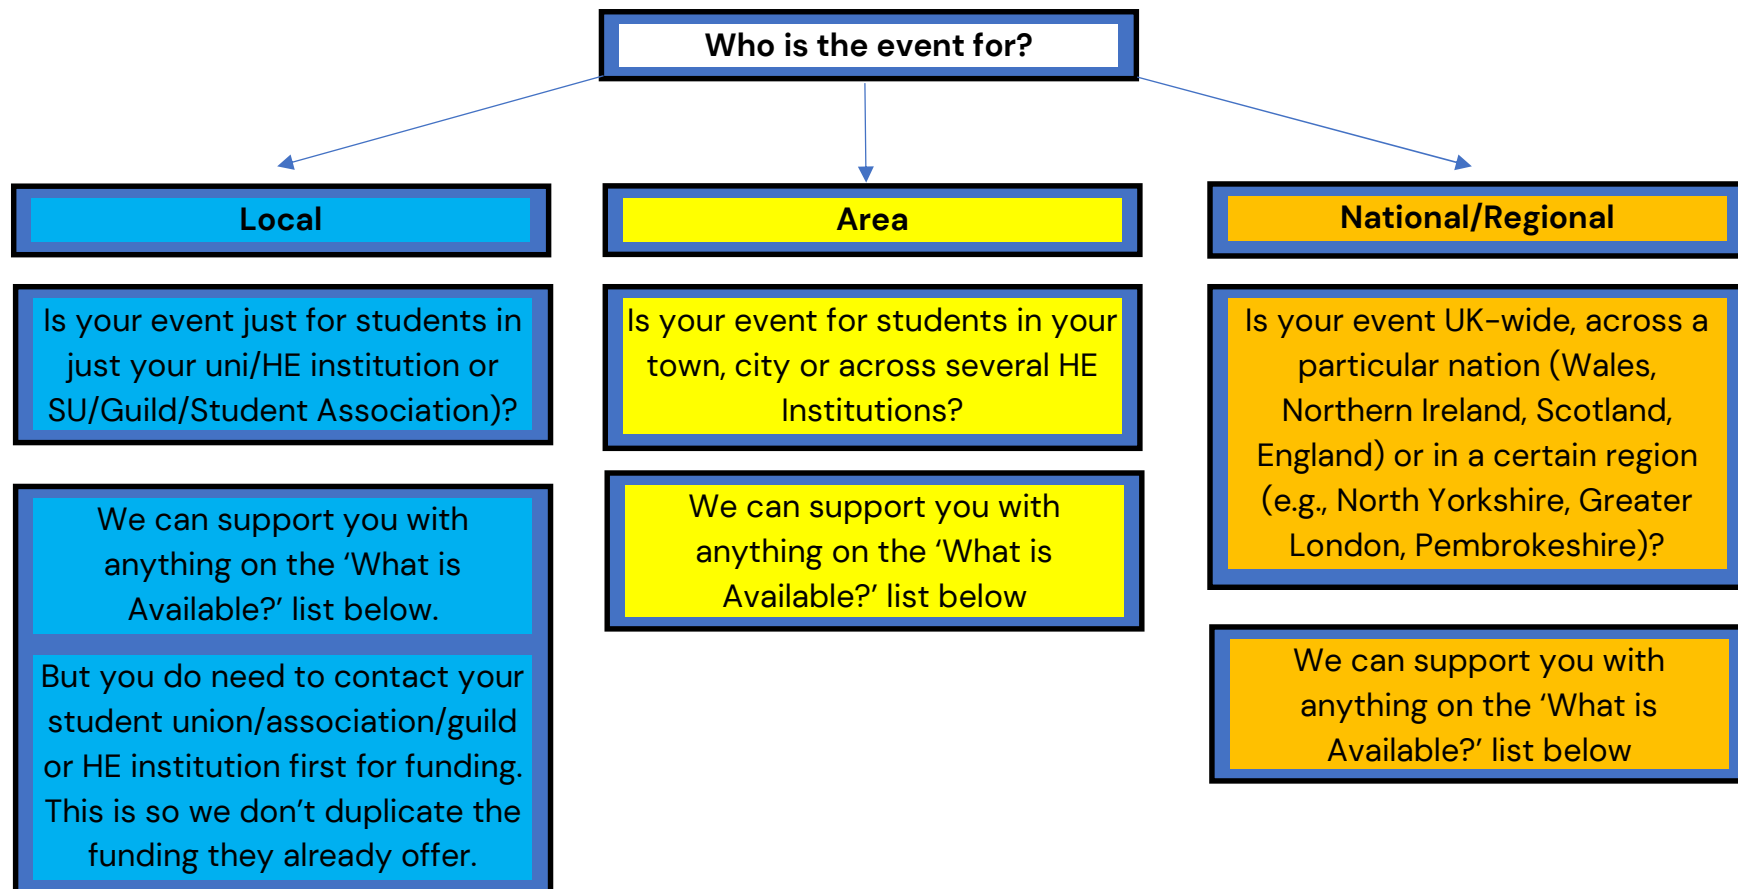 Who is the event for?
Local
Is your event just for students in
just your uni/HE institution or
SU/Guild/Student Association)?
We can support you with
anything on the ‘What is
Available?’ list below.
But you do need to contact your
student union/association/guild
or HE institution first for funding.
This is so we don’t duplicate the
funding they already offer.
Area
Is your event for students in your
town, city or across several HE
Institutions?
We can support you with
anything on the ‘What is
Available?’ list below
National/Regional
Is your event UK-wide, across a
particular nation (Wales,
Northern Ireland, Scotland,
England) or in a certain region
(e.g., North Yorkshire, Greater
London, Pembrokeshire)?
We can support you with
anything on the ‘What is
Available?’ list below